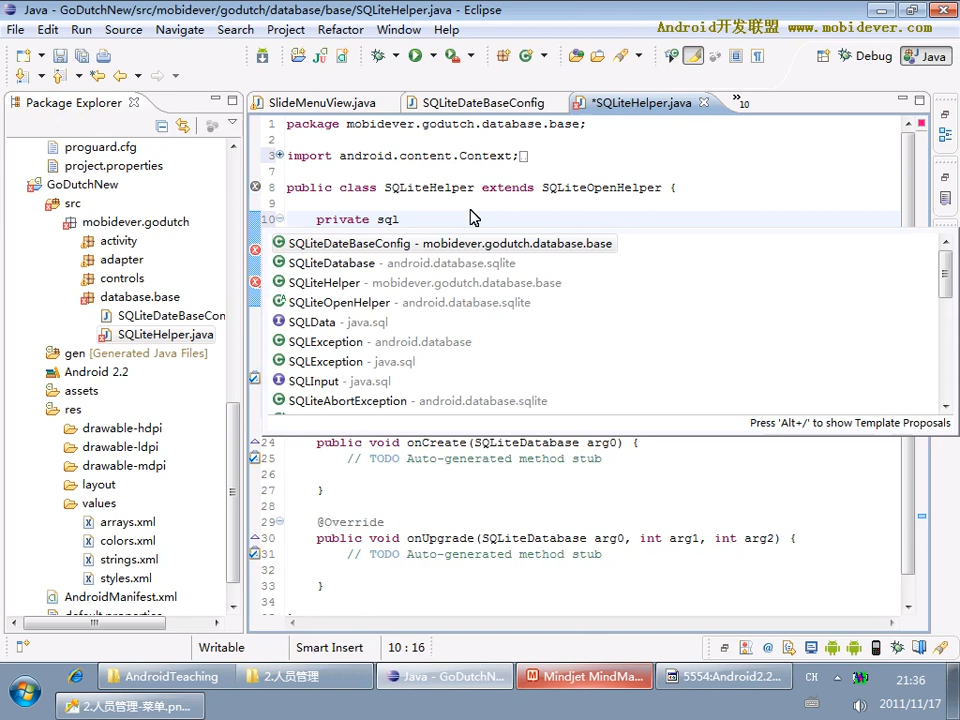 Java - GoDutchNew/src/mobidever/godutch/database/base/SQLiteHelper.java - Eclipse
File Edit Run Source Navigate Search Project Refactor Window Help
Android开发联盟 www.mobidever.com
Debug Java
Package Explorer
SlideMenuView.java SQLiteDateBaseConfig *SQLiteHelper.java »10
proguard.cfg
project.properties
GoDutchNew
src
mobidever.godutch
activity
adapter
controls
database.base
SQLiteDateBaseCon
SQLiteHelper.java
gen [Generated Java Files]
Android 2.2
assets
res
drawable-hdpi
drawable-ldpi
drawable-mdpi
layout
values
arrays.xml
colors.xml
strings.xml
styles.xml
AndroidManifest.xml
1 package mobidever.godutch.database.base;
2
3 import android.content.Context;
7
8 public class SQLiteHelper extends SQLiteOpenHelper {
9
10 private sql
SQLiteDateBaseConfig - mobidever.godutch.database.base
SQLiteDatabase - android.database.sqlite
SQLiteHelper - mobidever.godutch.database.base
SQLiteOpenHelper - android.database.sqlite
SQLData - java.sql
SQLException - android.database
SQLException - java.sql
SQLInput - java.sql
SQLiteAbortException - android.database.sqlite
Press 'Alt+/' to show Template Proposals
24 public void onCreate(SQLiteDatabase arg0) {
25 // TODO Auto-generated method stub
26
27 }
28
29 @Override
30 public void onUpgrade(SQLiteDatabase arg0, int arg1, int arg2) {
31 // TODO Auto-generated method stub
32
33 }
34
Writable Smart Insert 10 : 16
AndroidTeaching 2.人员管理 Java - GoDutchN... Mindjet MindMa... 5554:Android2.2... CH 21:36
2.人员管理-菜单.pn... 2011/11/17